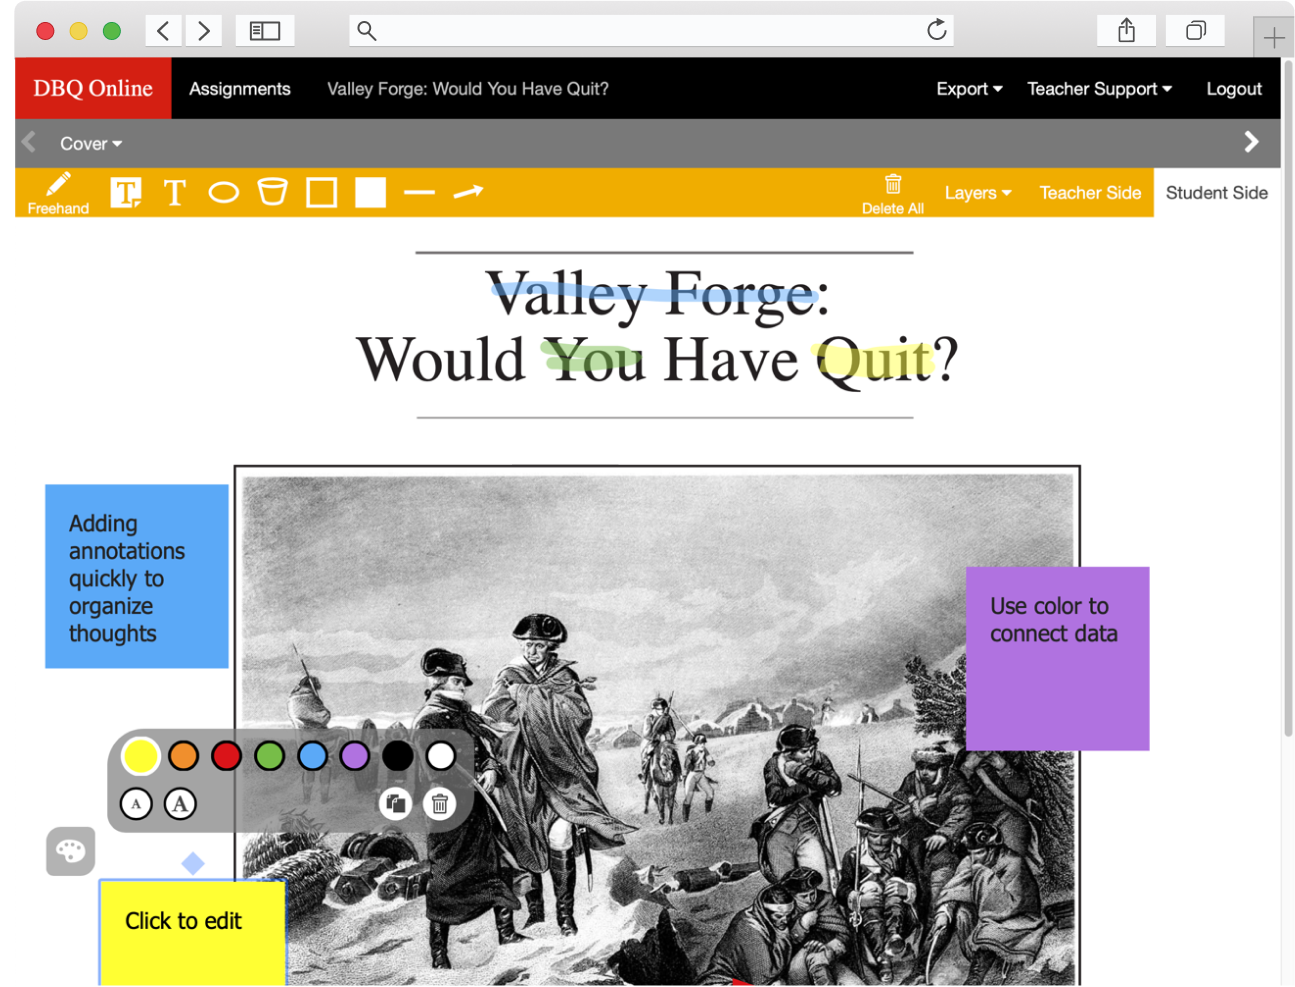 DBQ Online Assignments Valley Forge: Would You Have Quit? Export Teacher Support Logout
Cover
Freehand T T Delete All Layers Teacher Side Student Side
Valley Forge:
Would You Have Quit?
Adding
annotations
quickly to
organize
thoughts
Use color to
connect data
A A
Click to edit